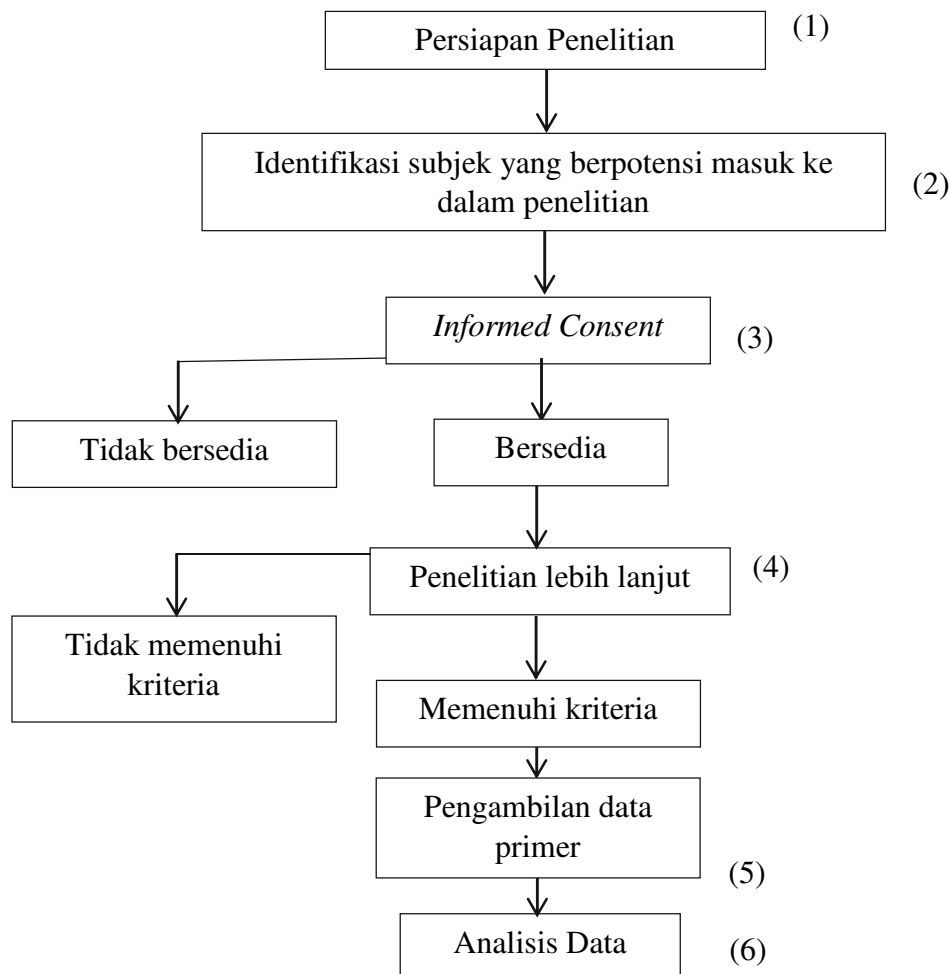 Persiapan Penelitian
(1)
Identifikasi subjek yang berpotensi masuk ke
dalam penelitian
(2)
Informed Consent
(3)
Tidak bersedia
Bersedia
Penelitian lebih lanjut
(4)
Tidak memenuhi
kriteria
Memenuhi kriteria
Pengambilan data
primer
(5)
Analisis Data
(6)